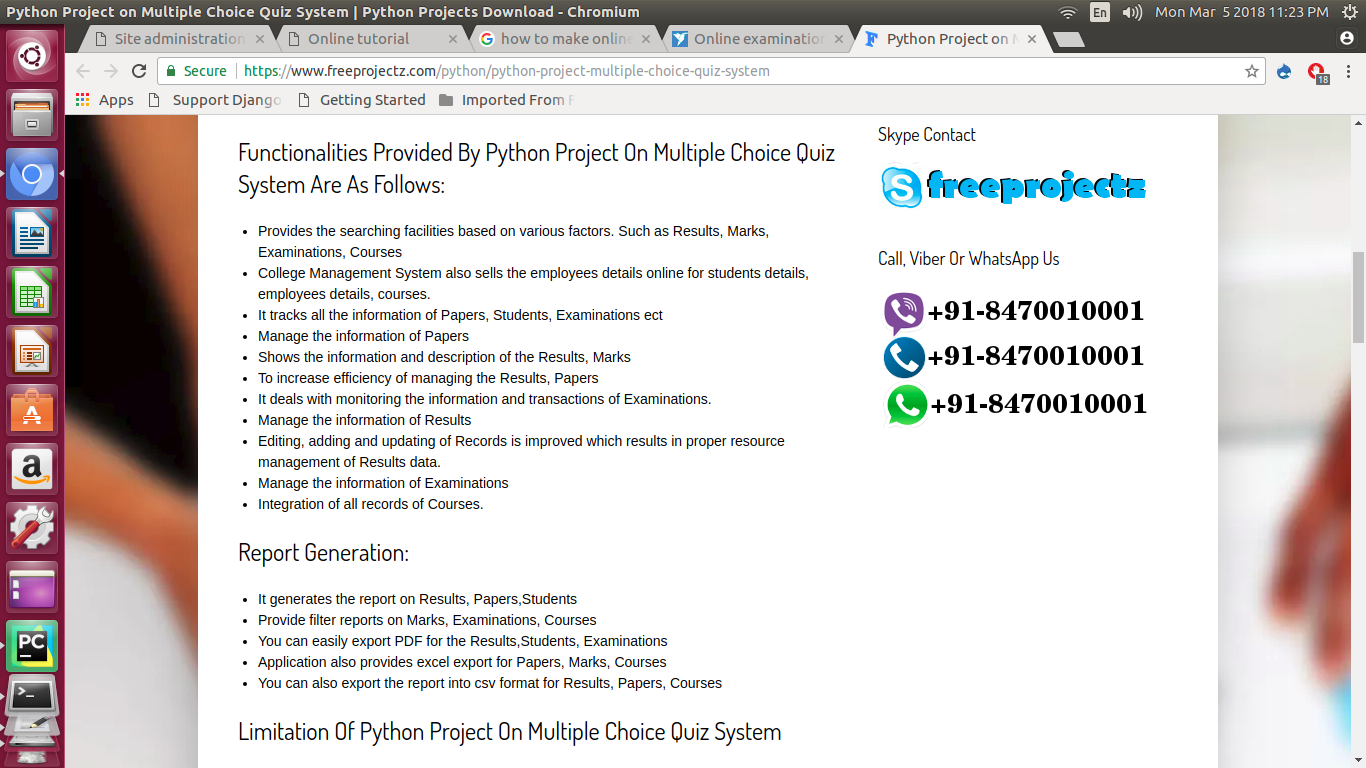 Python Project on Multiple Choice Quiz System | Python Projects Download - Chromium
En
Mon Mar 5 2018 11:23 PM
Site administration
Online tutorial
how to make online
Online examination
Python Project on M
Secure
https://www.freeprojectz.com/python/python-project-multiple-choice-quiz-system
18
Apps
Support Django
Getting Started
Imported From F
Functionalities Provided By Python Project On Multiple Choice Quiz
System Are As Follows:
• Provides the searching facilities based on various factors. Such as Results, Marks,
Examinations, Courses
• College Management System also sells the employees details online for students details,
employees details, courses.
• It tracks all the information of Papers, Students, Examinations ect
• Manage the information of Papers
• Shows the information and description of the Results, Marks
• To increase efficiency of managing the Results, Papers
• It deals with monitoring the information and transactions of Examinations.
• Manage the information of Results
• Editing, adding and updating of Records is improved which results in proper resource
management of Results data.
• Manage the information of Examinations
• Integration of all records of Courses.
Report Generation:
• It generates the report on Results, Papers,Students
• Provide filter reports on Marks, Examinations, Courses
• You can easily export PDF for the Results,Students, Examinations
• Application also provides excel export for Papers, Marks, Courses
• You can also export the report into csv format for Results, Papers, Courses
Limitation Of Python Project On Multiple Choice Quiz System
Skype Contact
freeprojectz
Call, Viber Or WhatsApp Us
+91-8470010001
+91-8470010001
+91-8470010001
PC